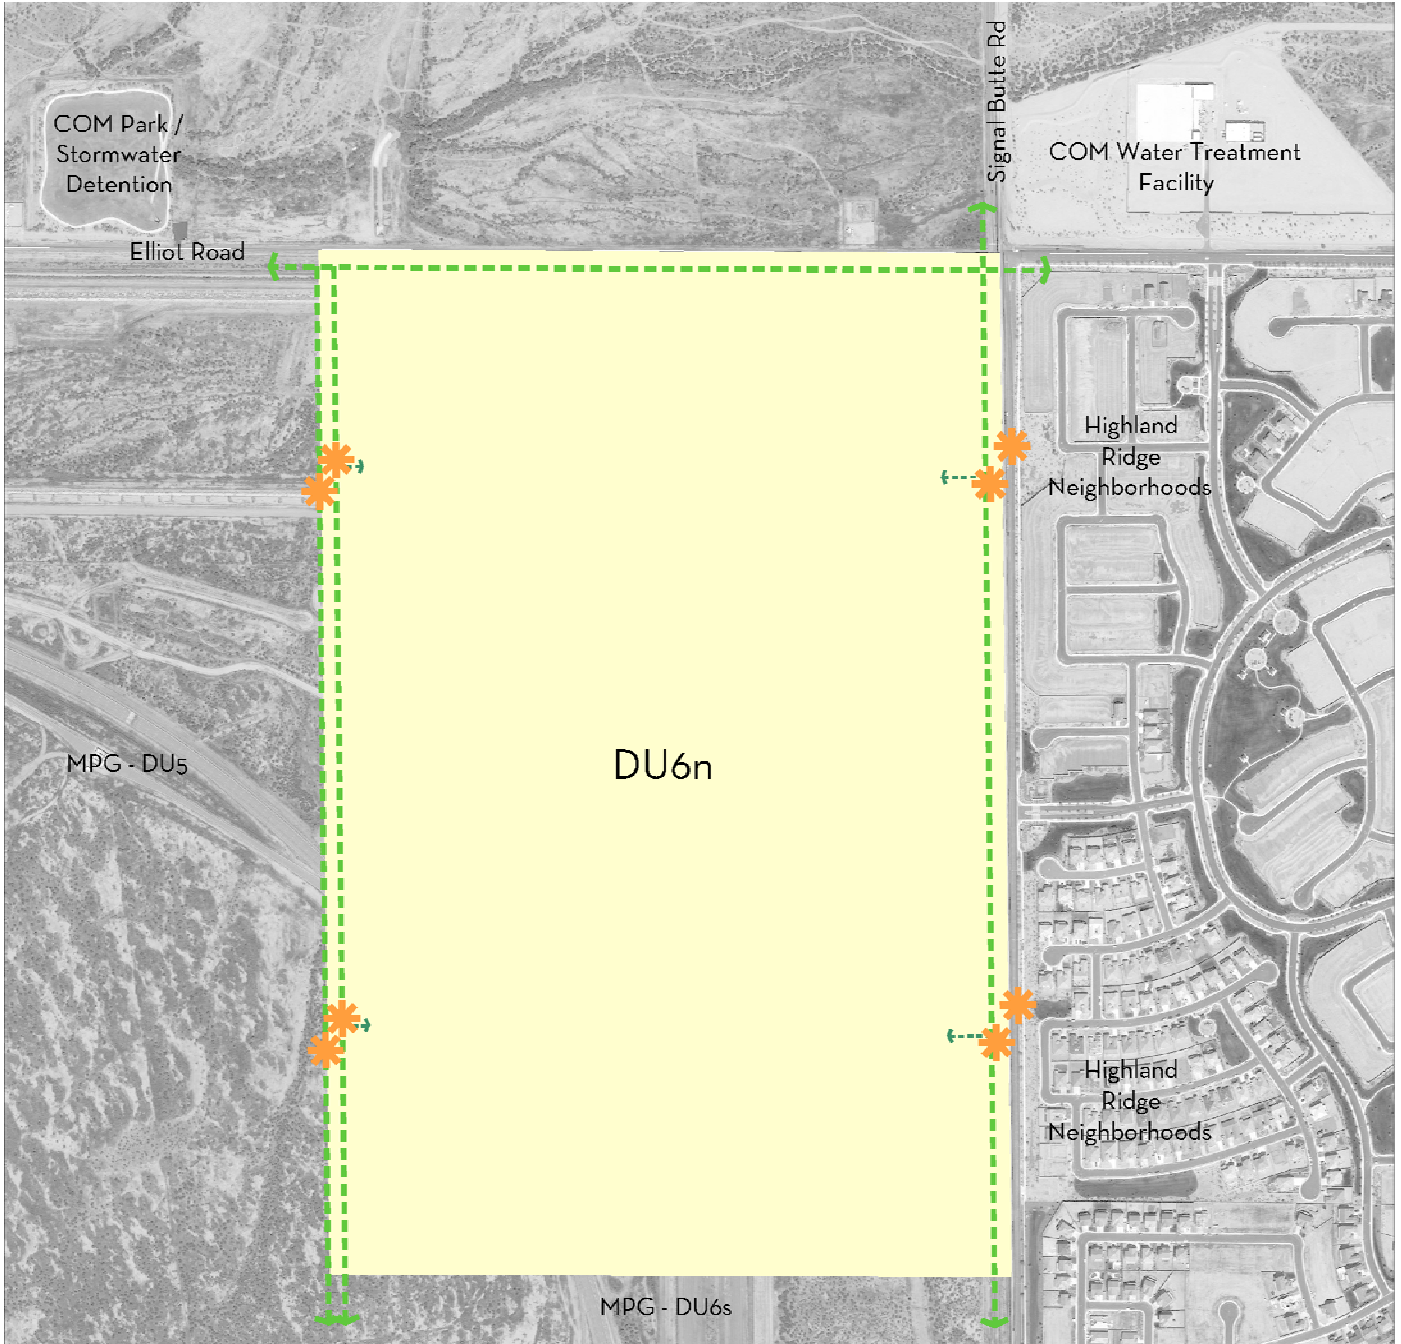 Signal Butte Rd
COM Park /
Stormwater
Detention
COM Water Treatment
Facility
Elliot Road
Highland
Ridge
Neighborhoods
MPG - DU5
DU6n
Highland
Ridge
Neighborhoods
MPG - DU6s